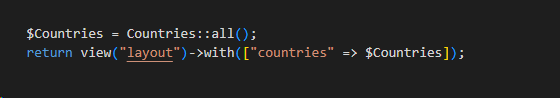 $Countries = Countries::all();
return view("layout")->with(["countries" => $Countries]);